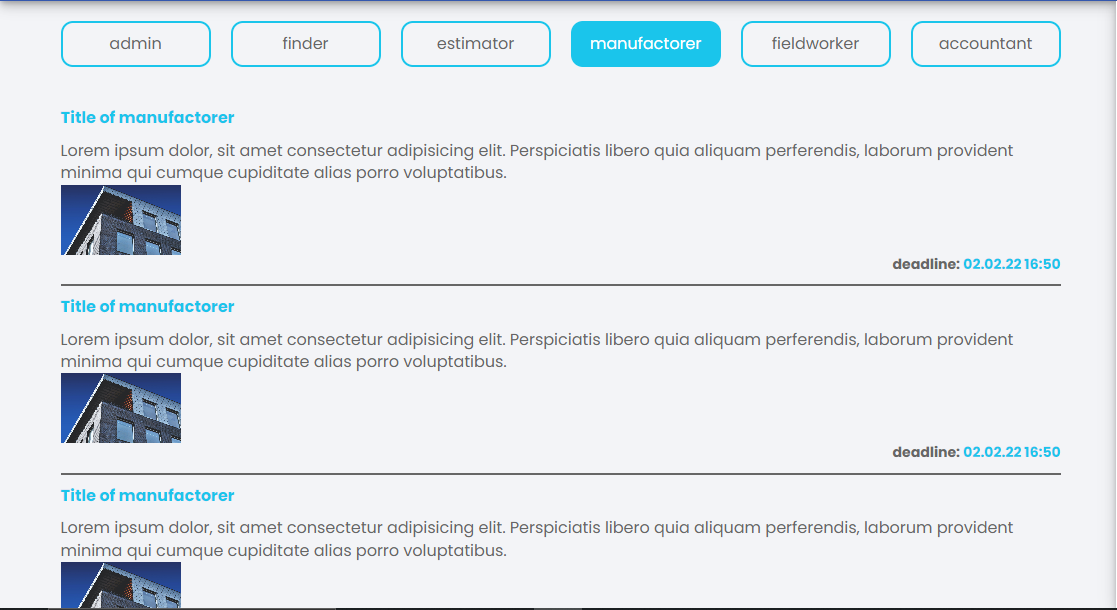 admin
finder
estimator
manufactorer
fieldworker
accountant
Title of manufactorer
Lorem ipsum dolor, sit amet consectetur adipisicing elit. Perspiciatis libero quia aliquam perferendis, laborum provident
minima qui cumque cupiditate alias porro voluptatibus.
deadline: 02.02.22 16:50
Title of manufactorer
Lorem ipsum dolor, sit amet consectetur adipisicing elit. Perspiciatis libero quia aliquam perferendis, laborum provident
minima qui cumque cupiditate alias porro voluptatibus.
deadline: 02.02.22 16:50
Title of manufactorer
Lorem ipsum dolor, sit amet consectetur adipisicing elit. Perspiciatis libero quia aliquam perferendis, laborum provident
minima qui cumque cupiditate alias porro voluptatibus.